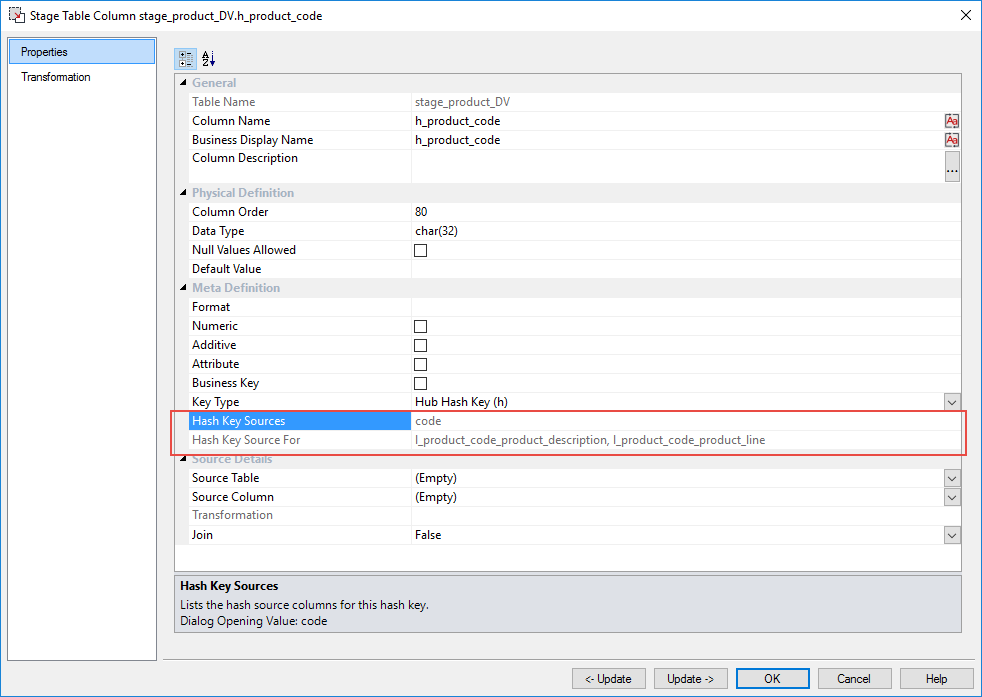 Stage Table Column stage_product_DV.h_product_code
Properties
Transformation
General
Table Name stage_product_DV
Column Name h_product_code
Business Display Name h_product_code
Column Description
...
Physical Definition
Column Order 80
Data Type char(32)
Null Values Allowed
Default Value
Meta Definition
Format
Numeric
Additive
Attribute
Business Key
Key Type Hub Hash Key (h)
Hash Key Sources code
Hash Key Source For l_product_code_product_description, l_product_code_product_line
Source Details
Source Table (Empty)
Source Column (Empty)
Transformation
Join False
Hash Key Sources
Lists the hash source columns for this hash key.
Dialog Opening Value: code
<- Update Update -> OK Cancel Help